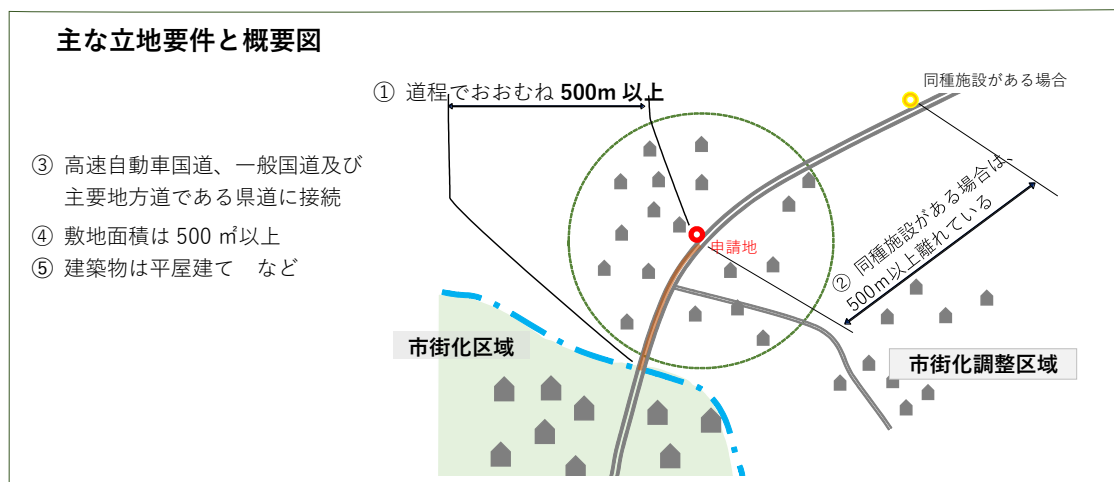 主な立地要件と概要図
同種施設がある場合
① 道程でおおむね 500m 以上
③ 高速自動車国道、一般国道及び
主要地方道である県道に接続
④ 敷地面積は 500 ㎡以上
⑤ 建築物は平屋建て　など
申請地
② 同種施設がある場合は、
500m以上離れている
市街化区域
市街化調整区域